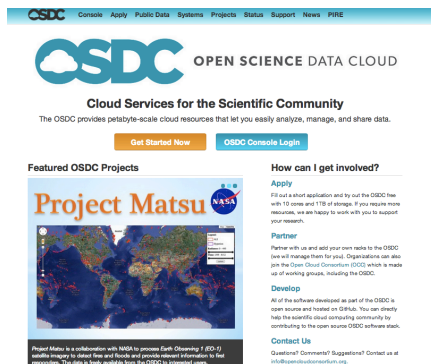 OSDC Console Apply Public Data Systems Projects Status Support News PIRE
OSDC OPEN SCIENCE DATA CLOUD
Cloud Services for the Scientific Community
The OSDC provides petabyte-scale cloud resources that let you easily analyze, manage, and share data.
Get Started Now OSDC Console Login
Featured OSDC Projects
Project Matsu NASA
Project Matsu is a collaboration with NASA to process Earth Observing 1 (EO-1)
satellite imagery to detect fires and floods and provide relevant information to first
responders. The data is freely available from the OSDC to interested users.
How can I get involved?
Apply
Fill out a short application and try out the OSDC free
with 10 cores and 1TB of storage. If you require more
resources, we are happy to work with you to support
your research.
Partner
Partner with us and add your own racks to the OSDC
(we will manage them for you). Organizations can also
join the Open Cloud Consortium (OCC) which is made
up of working groups, including the OSDC.
Develop
All of the software developed as part of the OSDC is
open source and hosted on GitHub. You can directly
help the scientific cloud computing community by
contributing to the open source OSDC software stack.
Contact Us
Questions? Comments? Suggestions? Contact us at
info@opencloudconsortium.org.